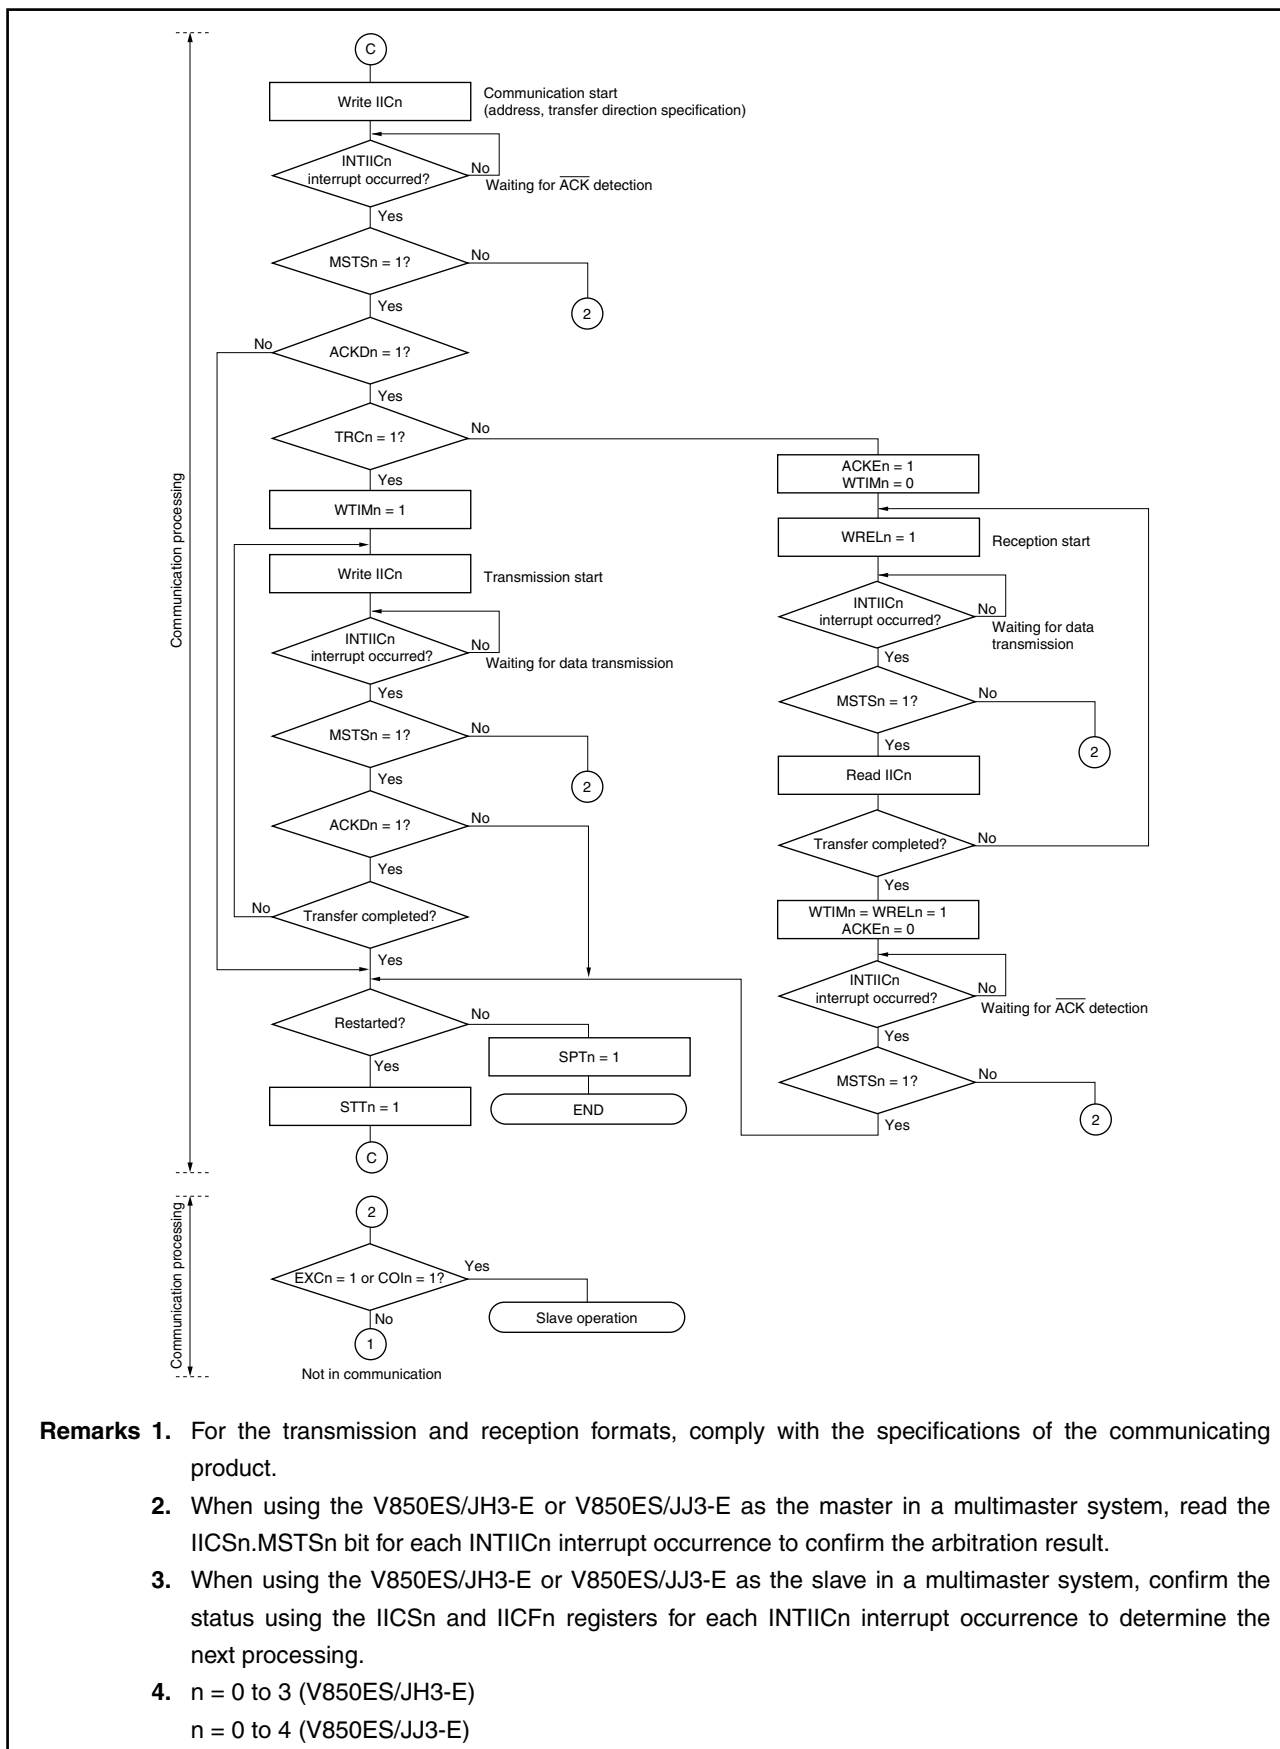 C
Write IICn
Communication start
(address, transfer direction specification)
INTIICn
interrupt occurred?
No
Waiting for ACK detection
Yes
MSTSn = 1?
No
2
Yes
No
ACKDn = 1?
Yes
TRCn = 1?
No
Yes
WTIMn = 1
Write IICn
Transmission start
INTIICn
interrupt occurred?
No
Waiting for data transmission
Yes
MSTSn = 1?
No
2
Yes
ACKDn = 1?
No
Yes
No
Transfer completed?
Yes
Restarted?
No
SPTn = 1
END
Yes
STTn = 1
C
Communication processing
ACKEn = 1
WTIMn = 0
WRELn = 1
Reception start
INTIICn
interrupt occurred?
No
Waiting for data
transmission
Yes
MSTSn = 1?
No
2
Yes
Read IICn
Transfer completed?
No
Yes
WTIMn = WRELn = 1
ACKEn = 0
INTIICn
interrupt occurred?
No
Waiting for ACK detection
Yes
MSTSn = 1?
No
2
Yes
Communication processing
2
EXCn = 1 or COIn = 1?
Yes
Slave operation
No
1
Not in communication
Remarks 1. For the transmission and reception formats, comply with the specifications of the communicating
product.
2. When using the V850ES/JH3-E or V850ES/JJ3-E as the master in a multimaster system, read the
IICSn.MSTSn bit for each INTIICn interrupt occurrence to confirm the arbitration result.
3. When using the V850ES/JH3-E or V850ES/JJ3-E as the slave in a multimaster system, confirm the
status using the IICSn and IICFn registers for each INTIICn interrupt occurrence to determine the
next processing.
4. n = 0 to 3 (V850ES/JH3-E)
n = 0 to 4 (V850ES/JJ3-E)